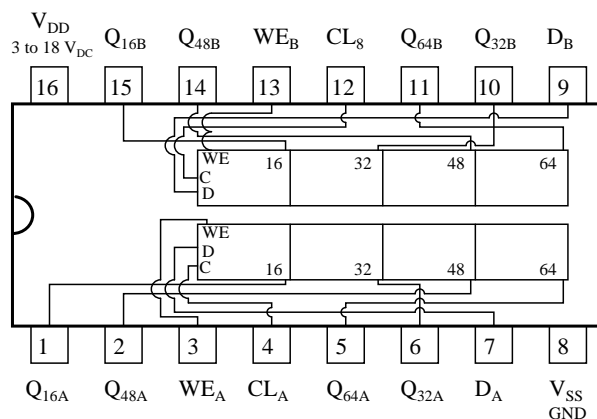 V_DD Q_16B Q_48B WE_B CL_8 Q_64B Q_32B D_B
3 to 18 V_DC
16 15 14 13 12 11 10 9
WE 16 32 48 64
C
D
WE
D
C 16 32 48 64
1 2 3 4 5 6 7 8
Q_16A Q_48A WE_A CL_A Q_64A Q_32A D_A V_SS
GND